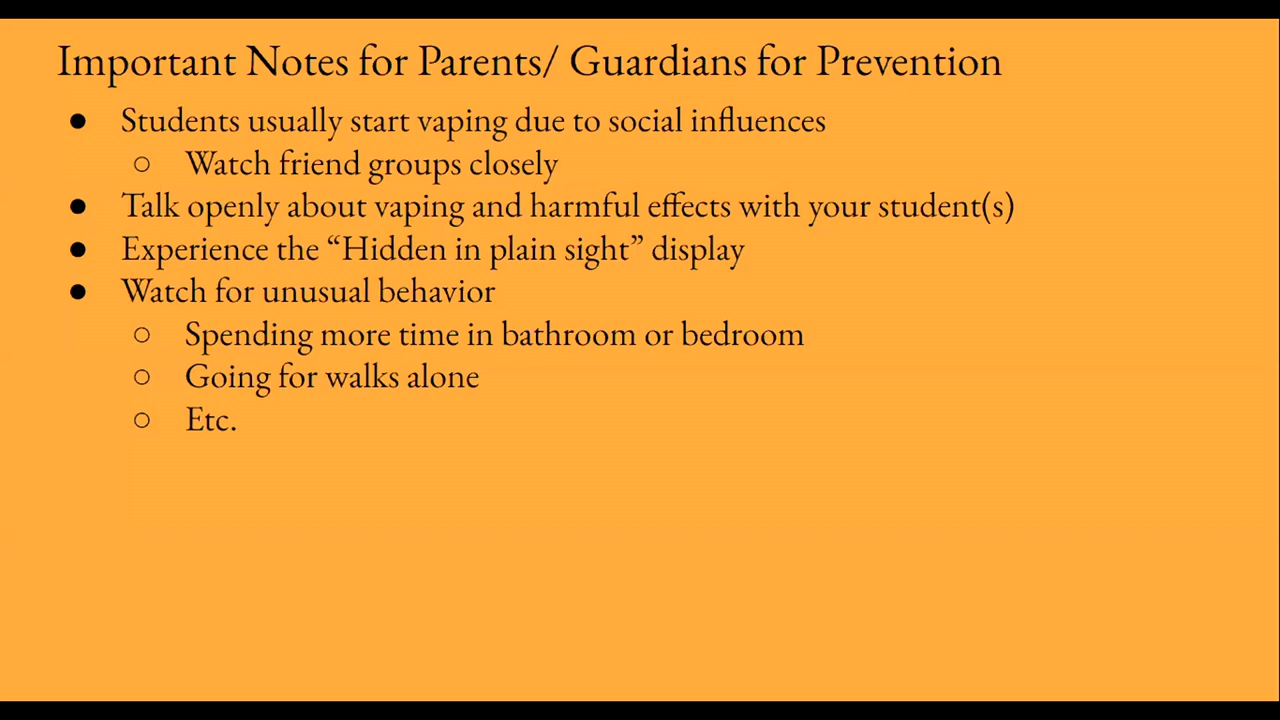 Important Notes for Parents/ Guardians for Prevention
● Students usually start vaping due to social influences
○ Watch friend groups closely
● Talk openly about vaping and harmful effects with your student(s)
● Experience the “Hidden in plain sight” display
● Watch for unusual behavior
○ Spending more time in bathroom or bedroom
○ Going for walks alone
○ Etc.